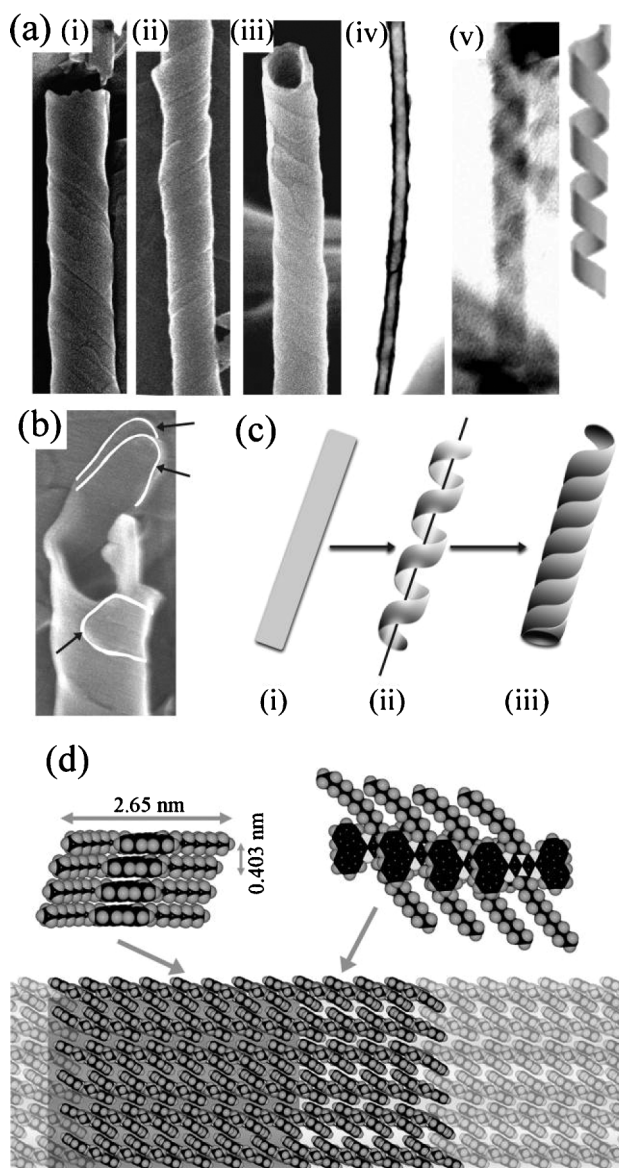 (a) (i) (ii) (iii) (iv) (v)
(b) (c)
(i) (ii) (iii)
(d)
2.65 nm
0.403 nm